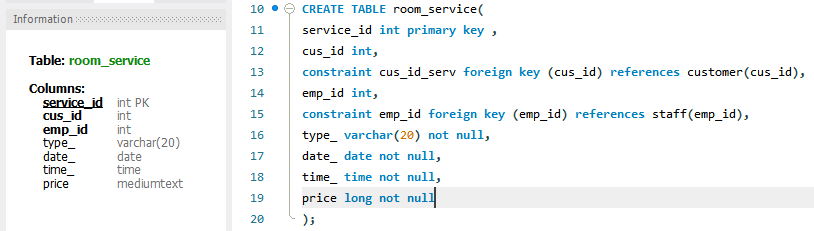 Information
Table: room_service
Columns:
service_id int PK
cus_id int
emp_id int
type_ varchar(20)
date_ date
time_ time
price mediumtext
10 CREATE TABLE room_service(
11 service_id int primary key ,
12 cus_id int,
13 constraint cus_id_serv foreign key (cus_id) references customer(cus_id),
14 emp_id int,
15 constraint emp_id foreign key (emp_id) references staff(emp_id),
16 type_ varchar(20) not null,
17 date_ date not null,
18 time_ time not null,
19 price long not null
20 );